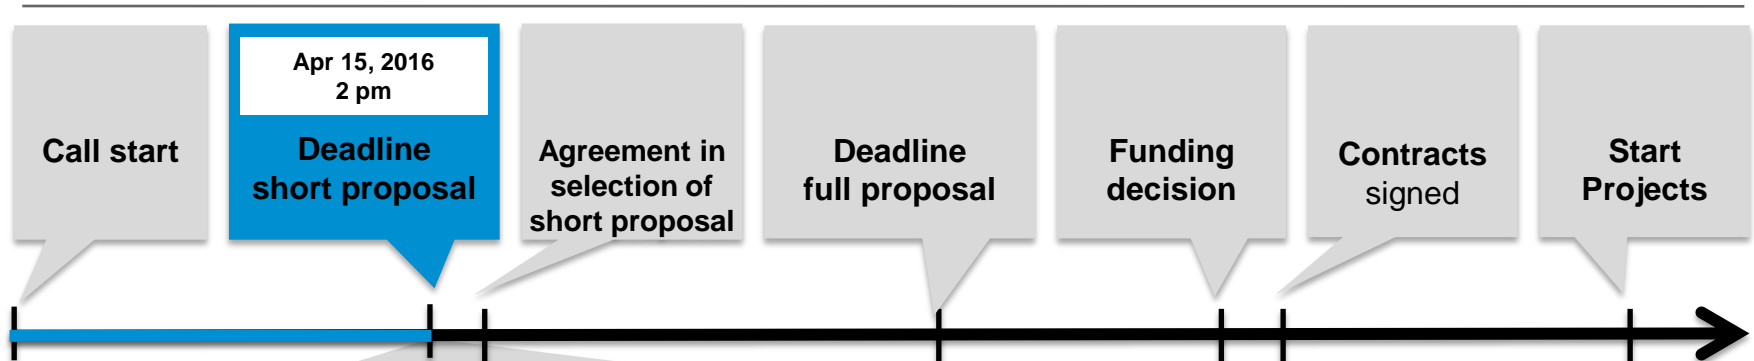 Call start
Apr 15, 2016
2 pm
Deadline
short proposal
Agreement in
selection of
short proposal
Deadline
full proposal
Funding
decision
Contracts
signed
Start
Projects